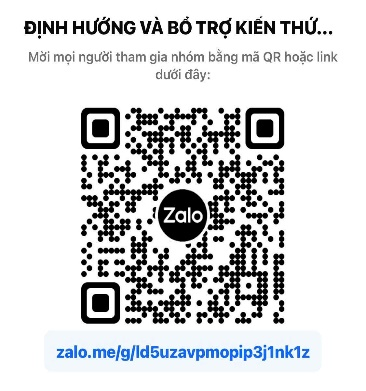 ĐỊNH HƯỚNG VÀ BỔ TRỢ KIẾN THỨ...
Mời mọi người tham gia nhóm bằng mã QR hoặc link
dưới đây:
Zalo
zalo.me/g/ld5uzavpmopip3j1nk1z